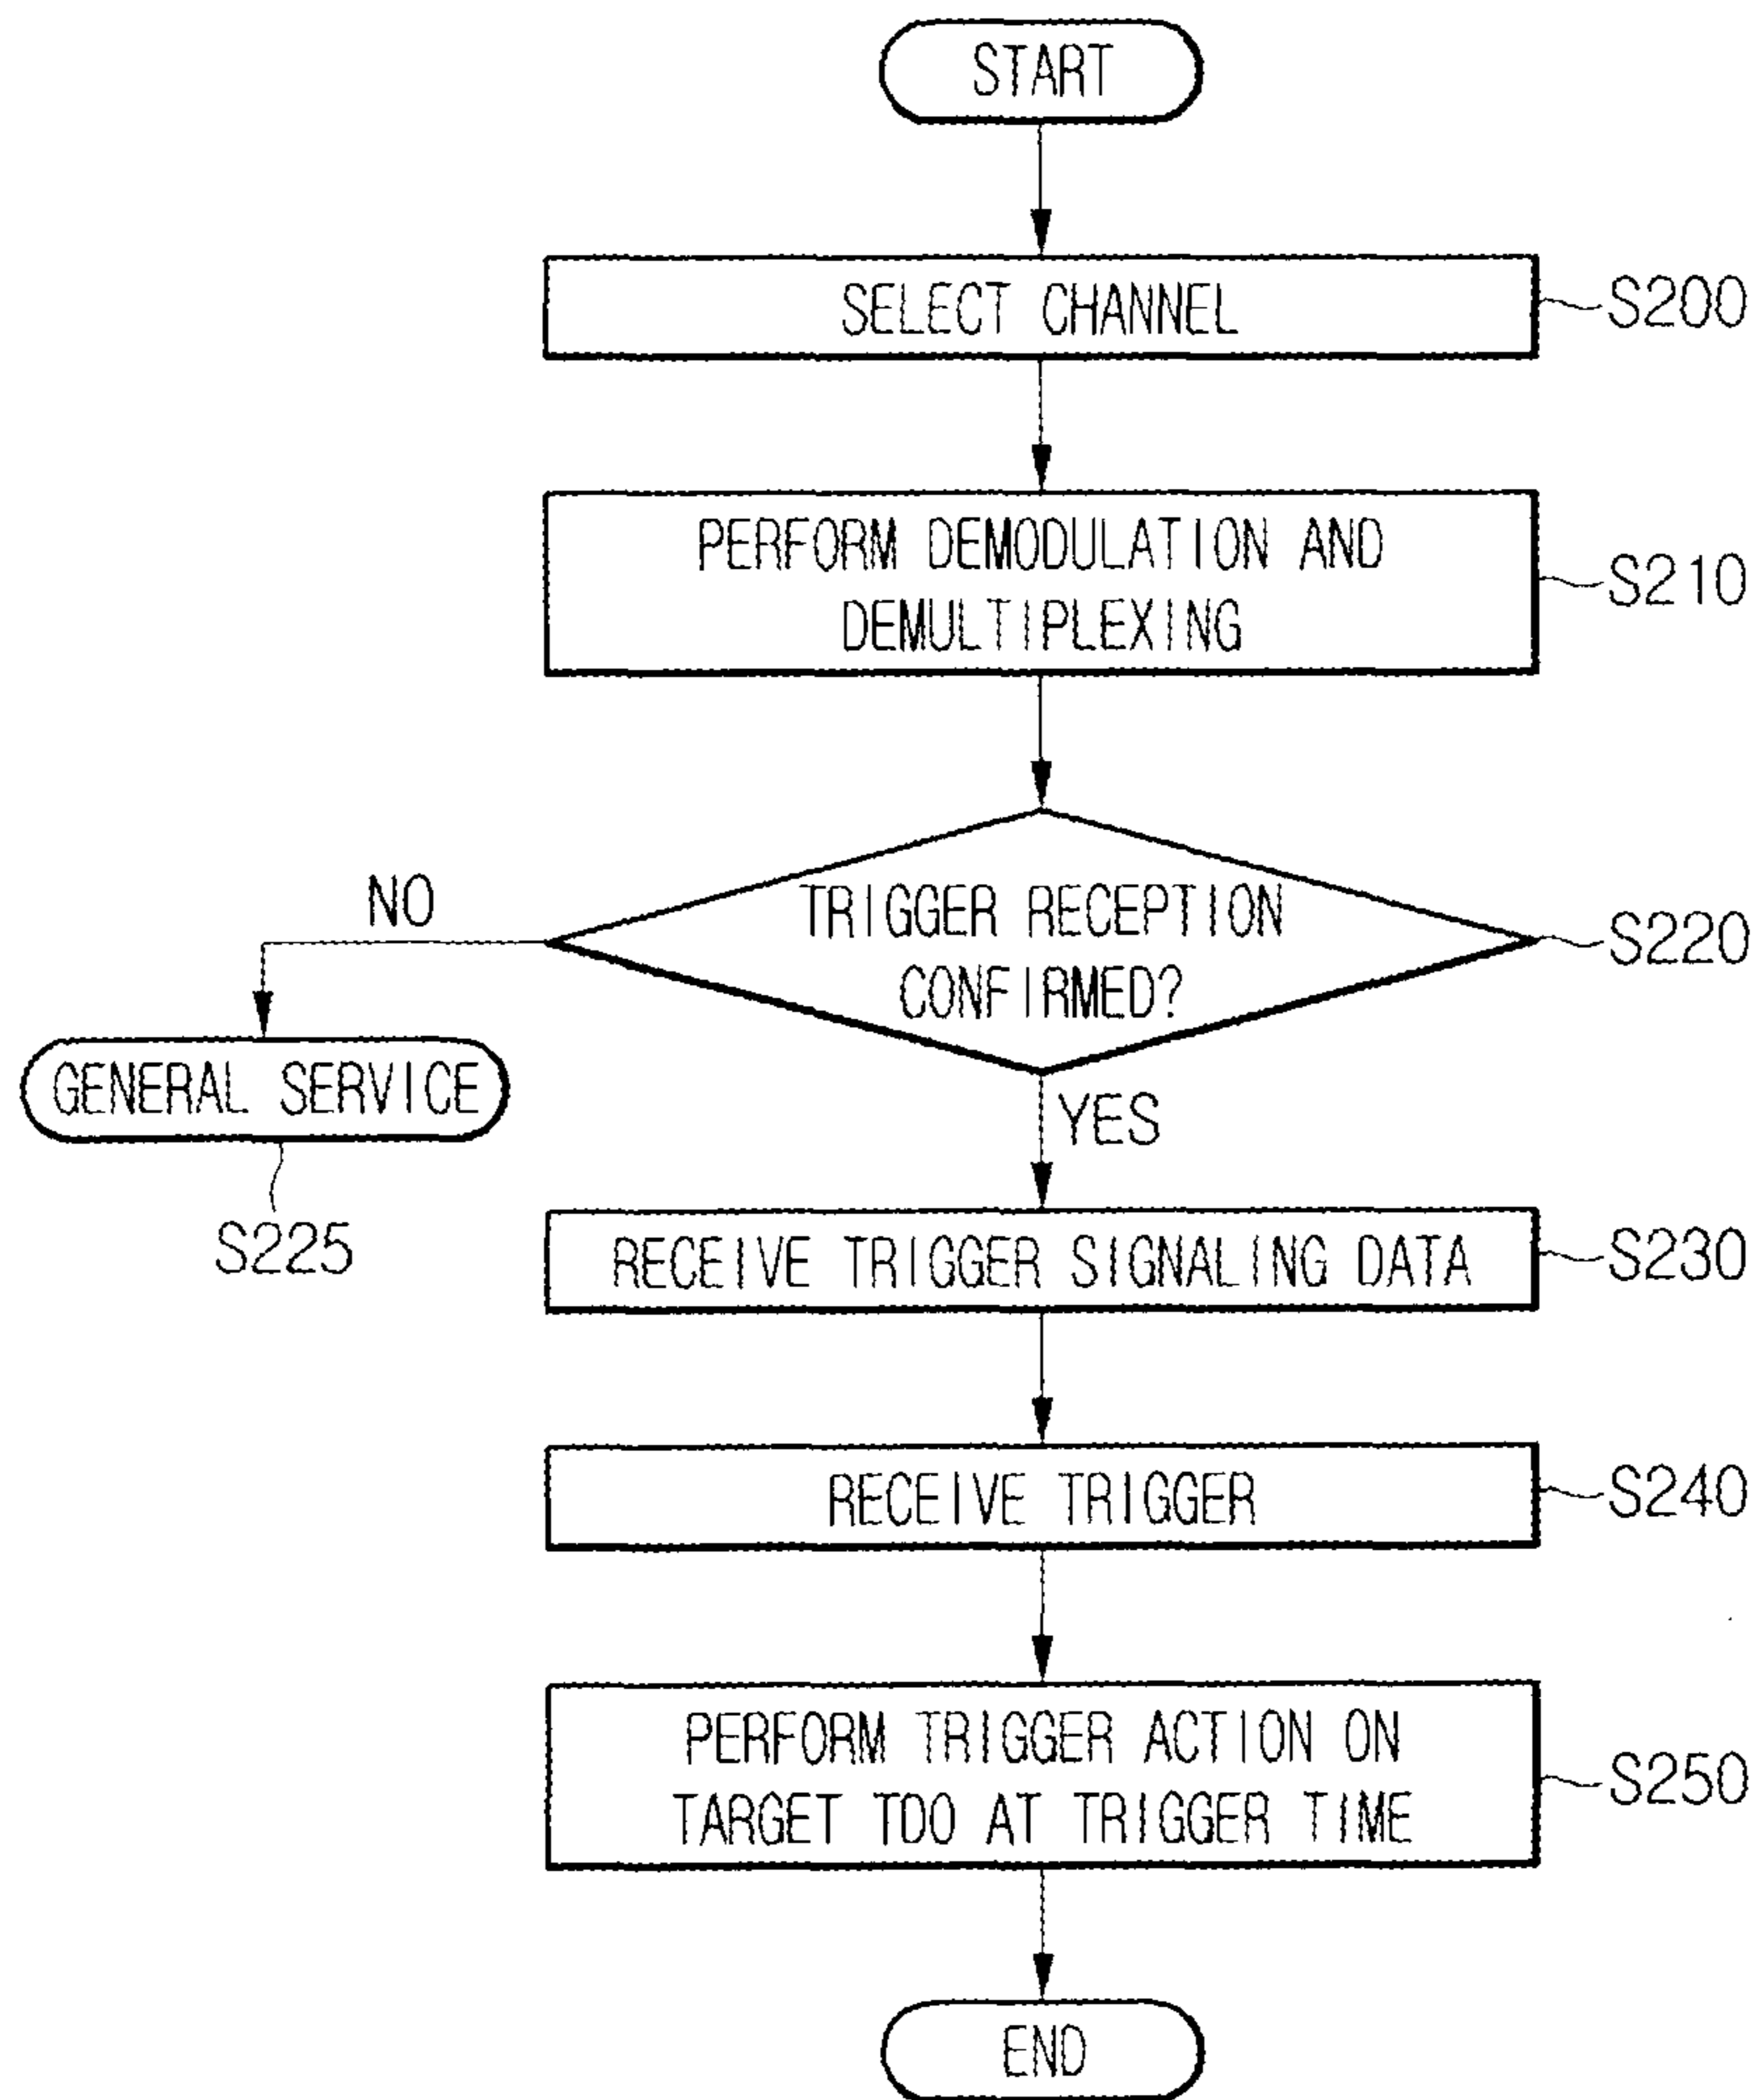 START
SELECT CHANNEL
S200
PERFORM DEMODULATION AND
DEMULTIPLEXING
S210
TRIGGER RECEPTION
CONFIRMED?
S220
NO
GENERAL SERVICE
S225
YES
RECEIVE TRIGGER SIGNALING DATA
S230
RECEIVE TRIGGER
S240
PERFORM TRIGGER ACTION ON
TARGET TDO AT TRIGGER TIME
S250
END